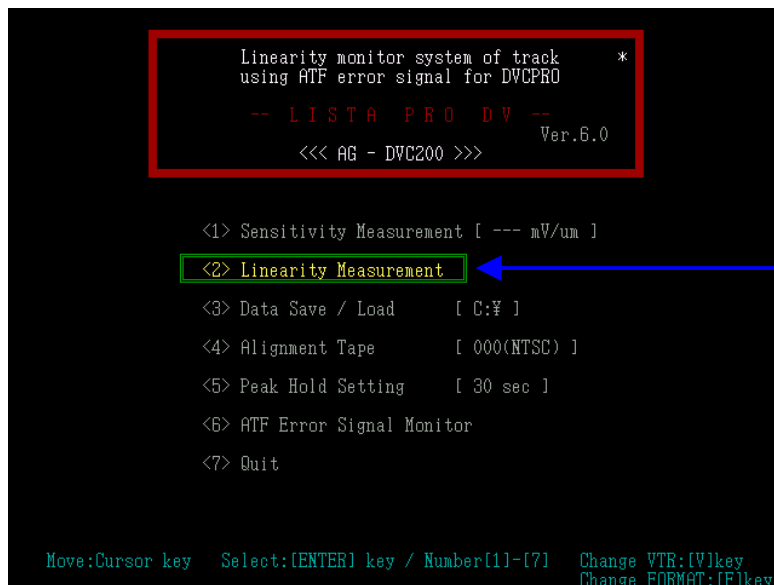 Linearity monitor system of track *
using ATF error signal for DVCPRO
-- L I S T A  P R O  D V --
Ver.6.0
<<< AG - DVC200 >>>
<1> Sensitivity Measurement [ --- mV/um ]
<2> Linearity Measurement
<3> Data Save / Load [ C:¥ ]
<4> Alignment Tape [ 000(NTSC) ]
<5> Peak Hold Setting [ 30 sec ]
<6> ATF Error Signal Monitor
<7> Quit
Move:Cursor key Select:[ENTER] key / Number[1]-[7] Change VTR:[V]key
Change FORMAT:[F]key